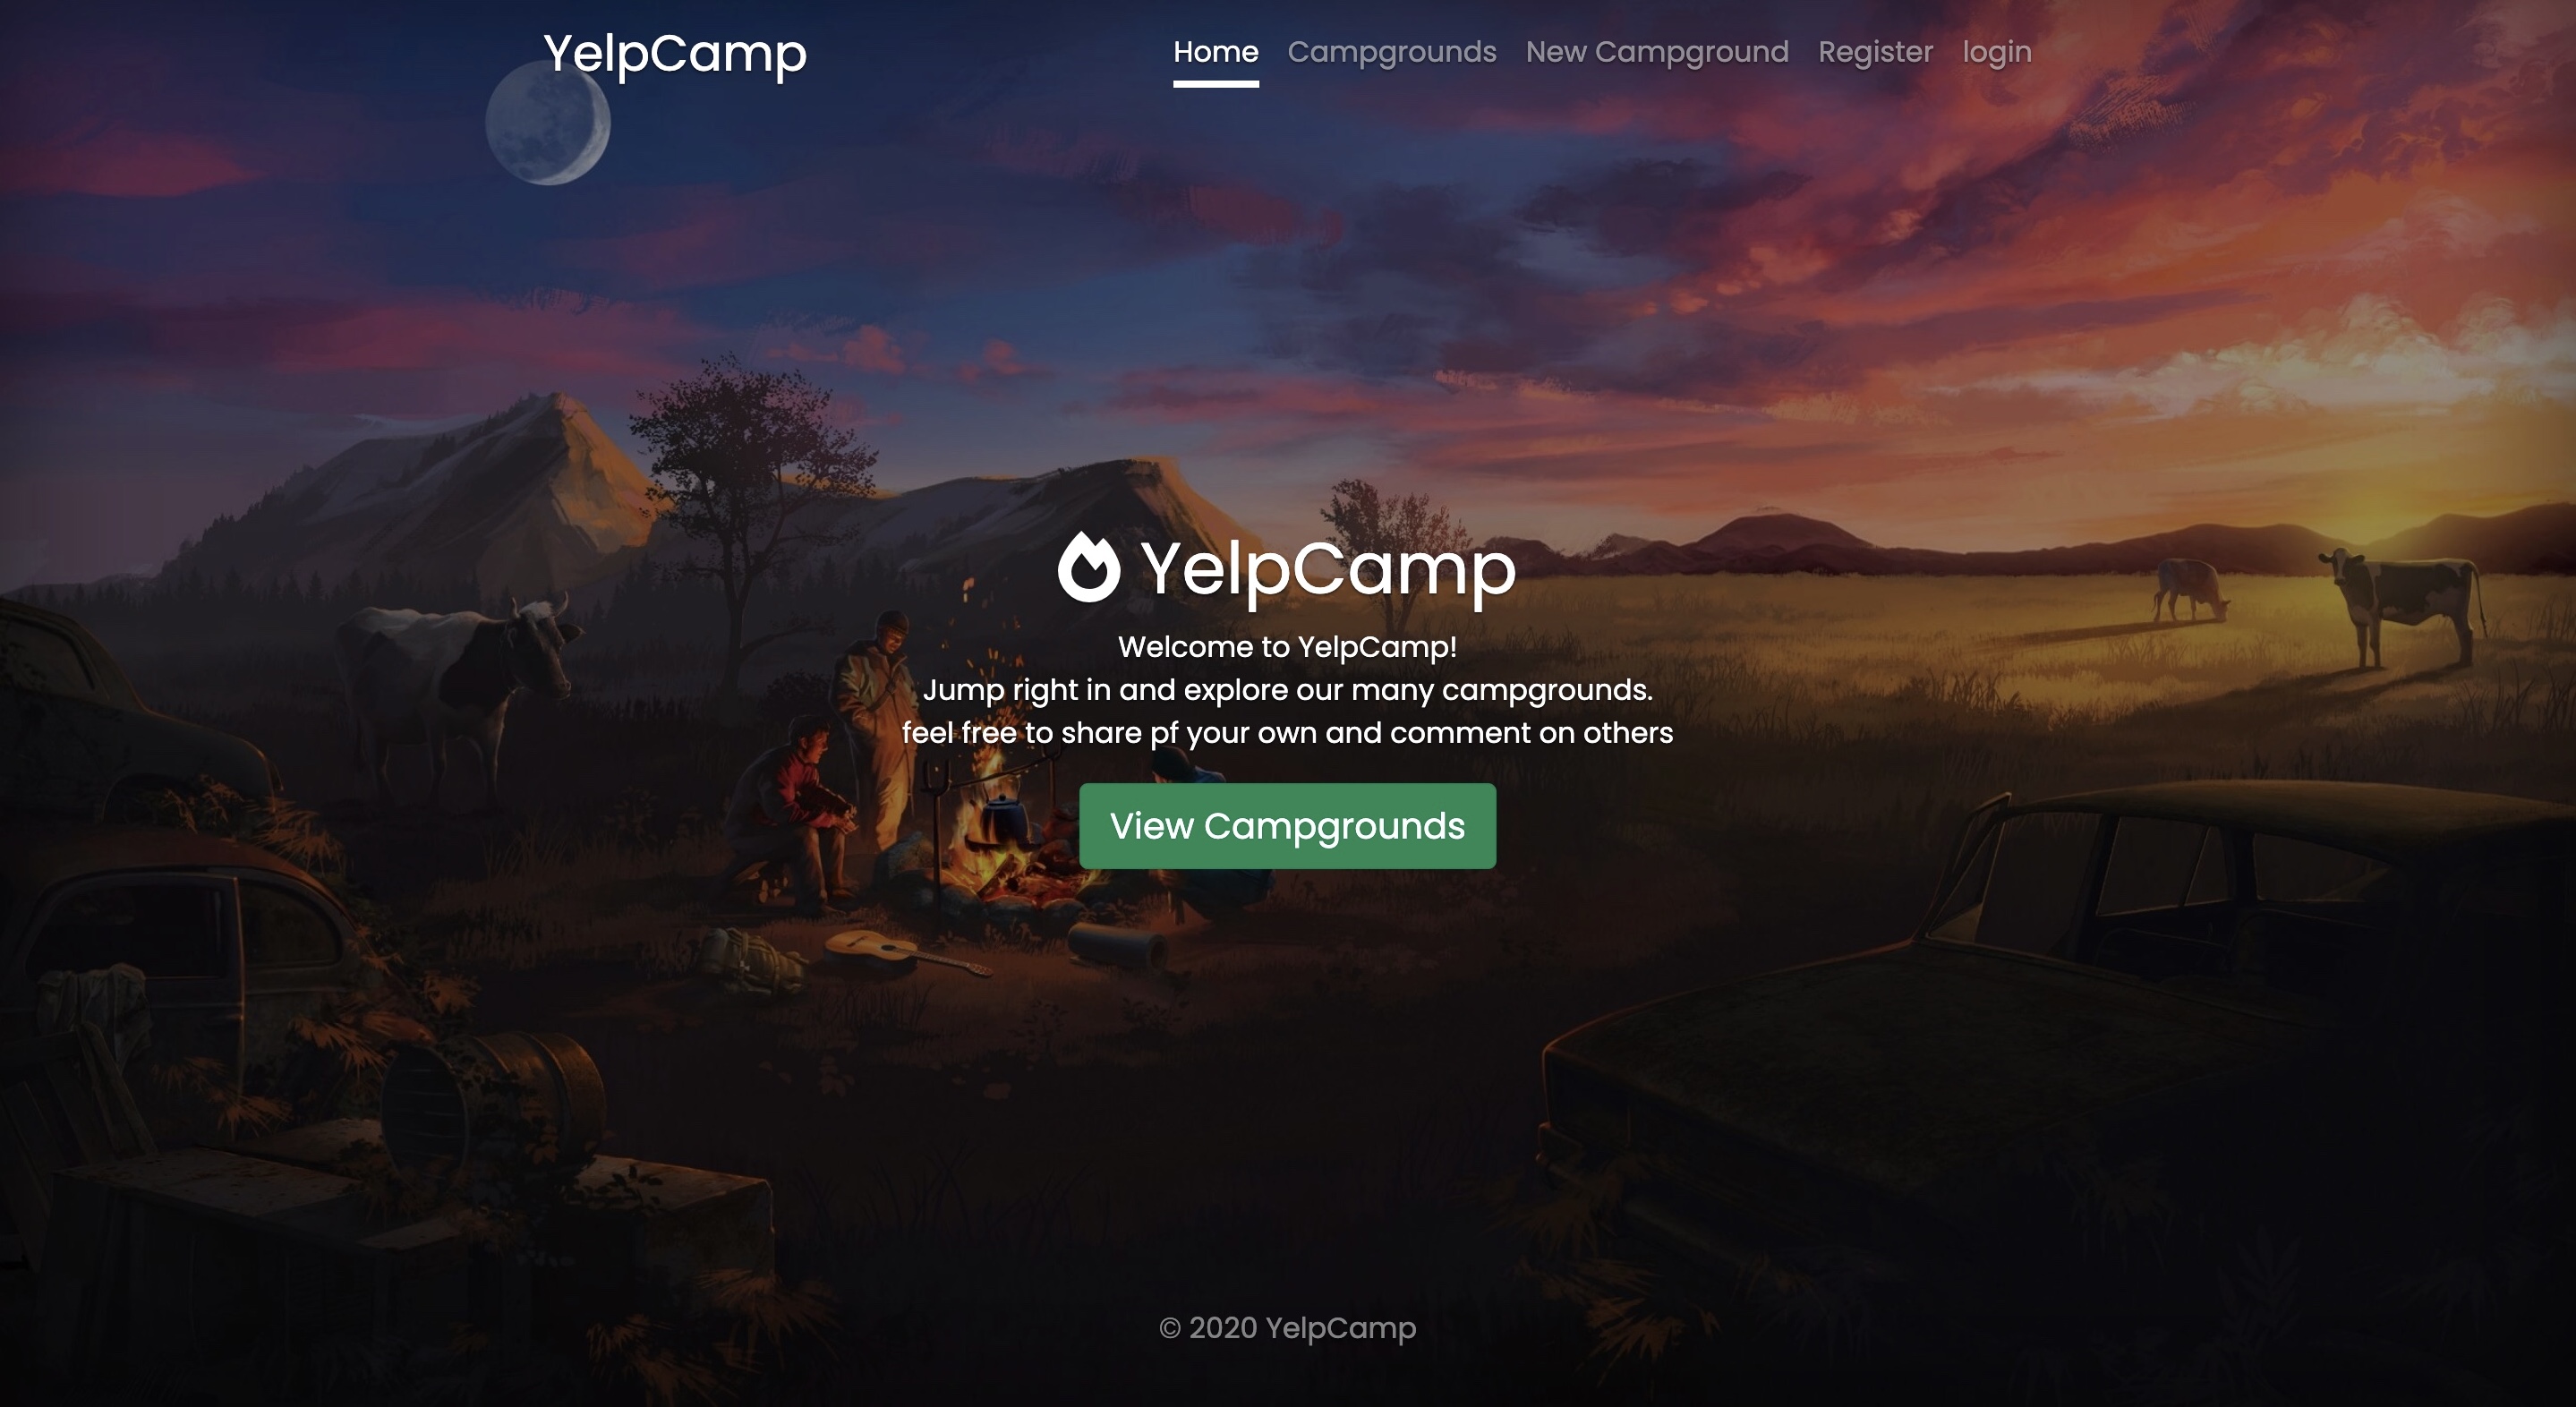 YelpCamp
Home Campgrounds New Campground Register login
YelpCamp
Welcome to YelpCamp!
Jump right in and explore our many campgrounds.
feel free to share pf your own and comment on others
View Campgrounds
© 2020 YelpCamp